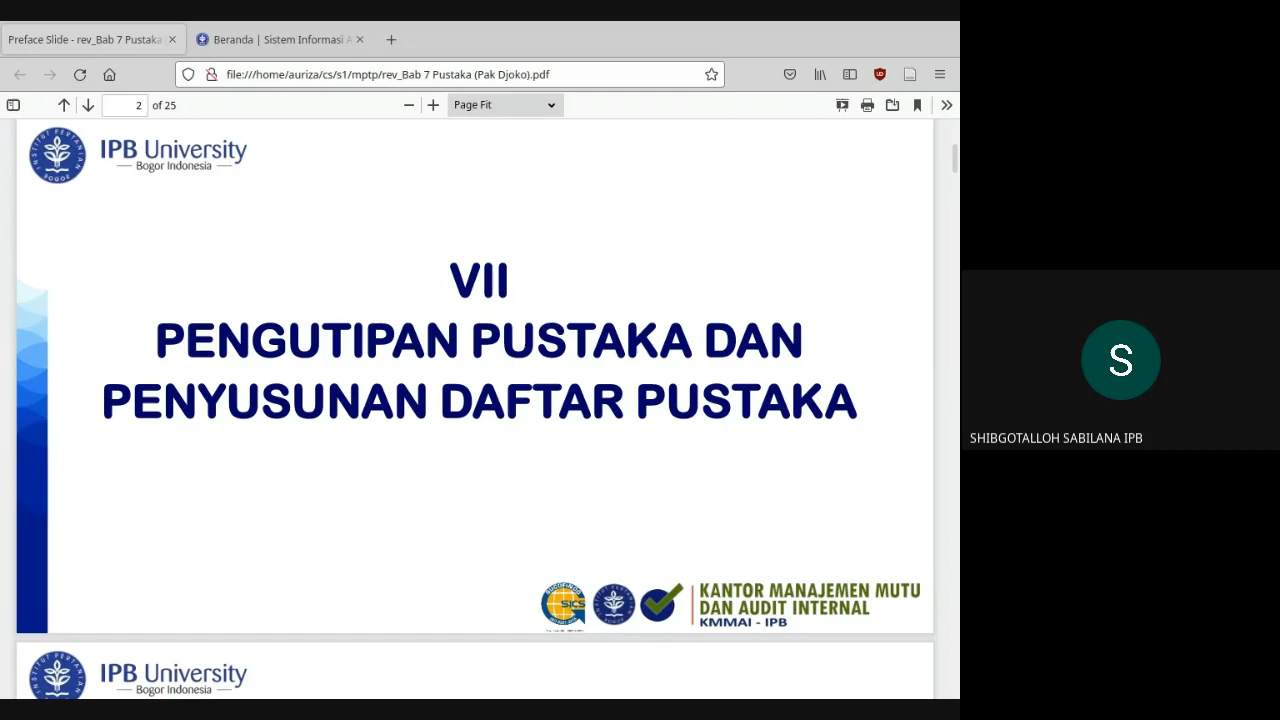 Preface Slide - rev_Bab 7 Pustaka
Beranda | Sistem Informasi A
file:///home/auriza/cs/s1/mptp/rev_Bab 7 Pustaka (Pak Djoko).pdf
2 of 25
Page Fit
IPB University
Bogor Indonesia
VII
PENGUTIPAN PUSTAKA DAN
PENYUSUNAN DAFTAR PUSTAKA
SICS
KANTOR MANAJEMEN MUTU
DAN AUDIT INTERNAL
KMMAI - IPB
IPB University
Bogor Indonesia
S
SHIBGOTALLOH SABILANA IPB